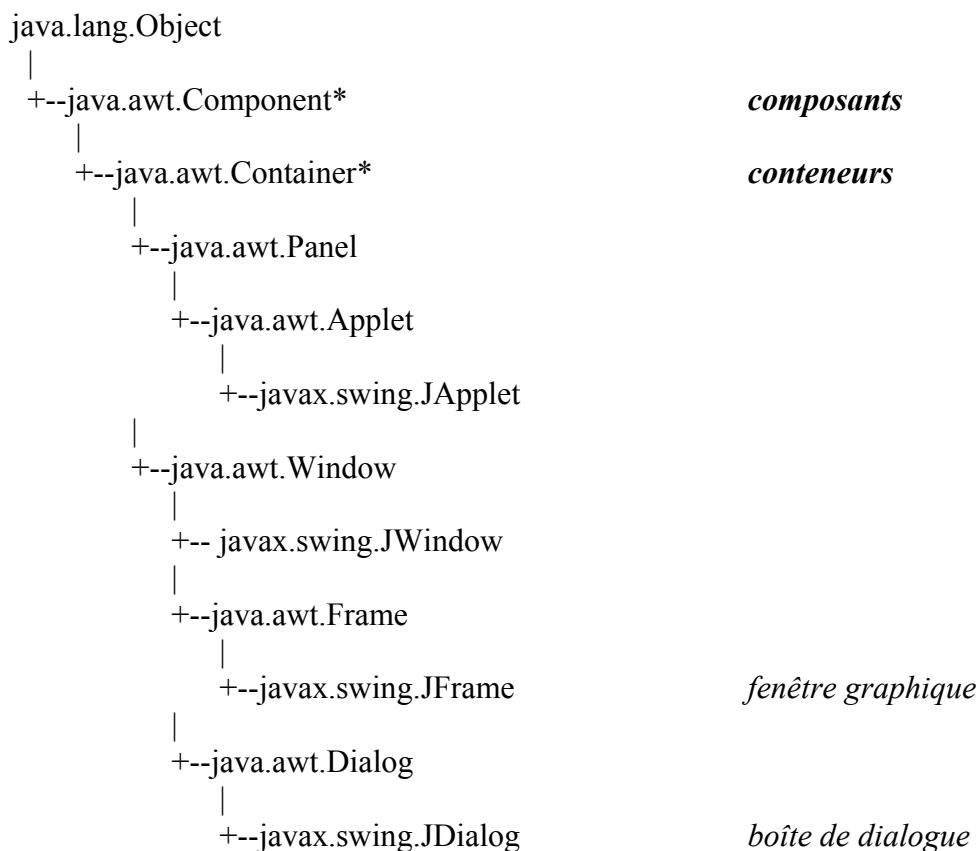 java.lang.Object
|
+--java.awt.Component* composants
|
+--java.awt.Container* conteneurs
|
+--java.awt.Panel
|
+--java.awt.Applet
|
+--javax.swing.JApplet
|
+--java.awt.Window
|
+-- javax.swing.JWindow
|
+--java.awt.Frame
|
+--javax.swing.JFrame fenêtre graphique
|
+--java.awt.Dialog
|
+--javax.swing.JDialog boîte de dialogue